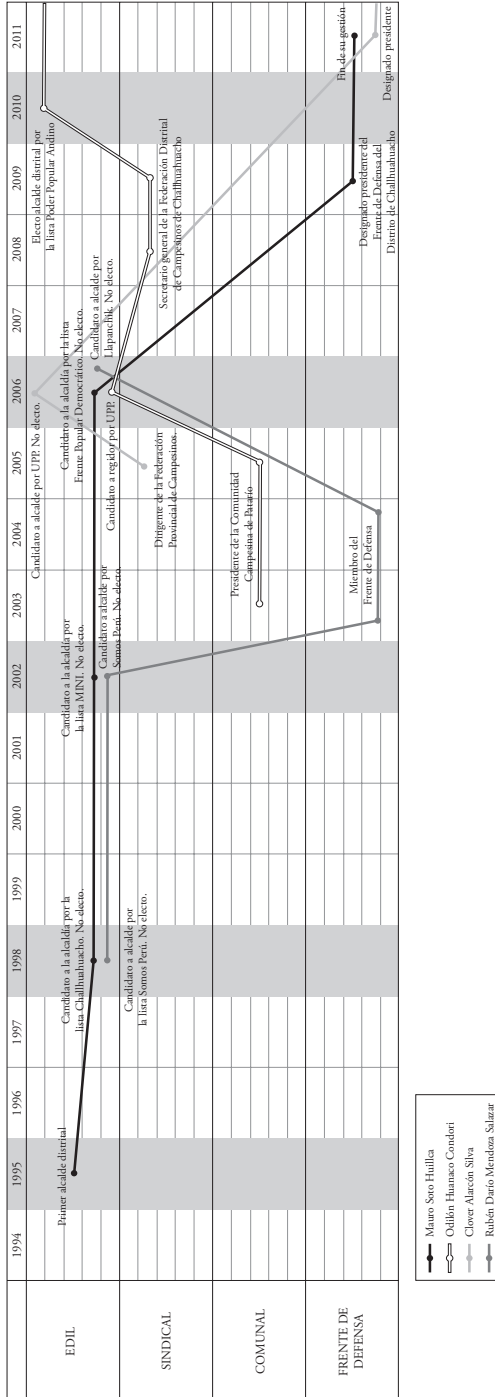 1994 1995 1996 1997 1998 1999 2000 2001 2002 2003 2004 2005 2006 2007 2008 2009 2010 2011
EDIL
Primer alcalde distrital
Candidato a la alcaldía por la
lista Challhuahuacho. No electo.
Candidato a alcalde por
la lista Somos Perú. No electo.
Candidato a la alcaldía por
la lista MINI. No electo.
Candidato a alcalde por
Somos Perú. No electo.
Candidato a alcalde por UPP. No electo.
Candidato a la alcaldía por la lista
Frente Popular Democrático. No electo.
Candidato a alcalde por
Llapanchik. No electo.
Candidato a regidor por UPP.
Electo alcalde distrital por
la lista Poder Popular Andino
SINDICAL
Dirigente de la Federación
Provincial de Campesinos.
Secretario general de la Federación Distrital
de Campesinos de Challhuahuacho
COMUNAL
Presidente de la Comunidad
Campesina de Patario
FRENTE DE
DEFENSA
Miembro del
Frente de Defensa
Designado presidente del
Frente de Defensa del
Distrito de Challhuahuacho
Fin de su gestión
Designado presidente
Mauro Soto Huillca
Odilón Huanaco Condori
Clover Alarcón Silva
Rubén Darío Mendoza Salazar